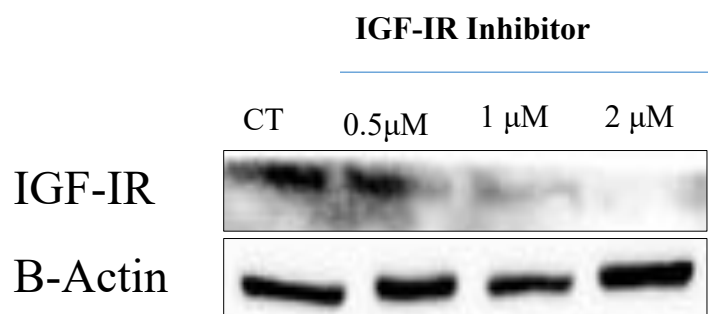 IGF-IR Inhibitor
CT 0.5μM 1 μM 2 μM
IGF-IR
B-Actin